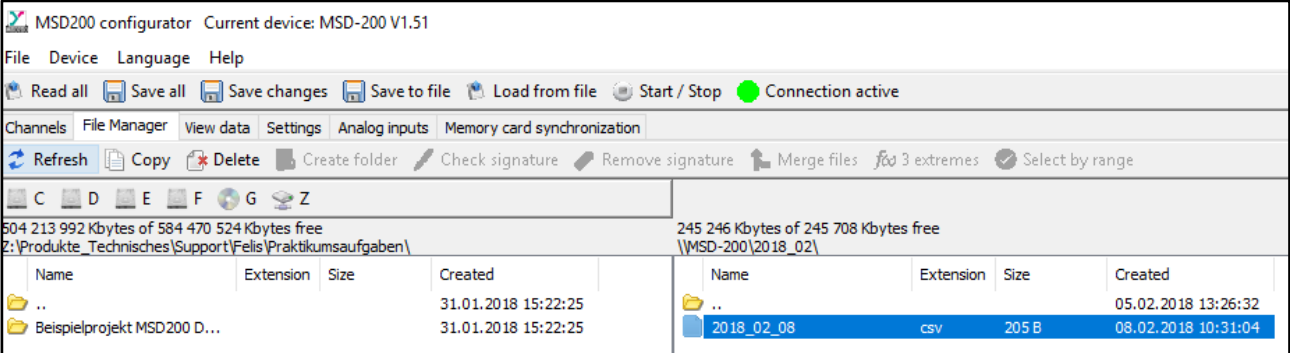 MSD200 configurator Current device: MSD-200 V1.51
File Device Language Help
Read all Save all Save changes Save to file Load from file Start / Stop Connection active
Channels File Manager View data Settings Analog inputs Memory card synchronization
Refresh Copy Delete Create folder Check signature Remove signature Merge files f(x) 3 extremes Select by range
C D E F G Z
504 213 992 Kbytes of 584 470 524 Kbytes free
Z:\Produkte_Technisches\Support\Felis\Praktikumsaufgaben\
245 246 Kbytes of 245 708 Kbytes free
\\MSD-200\2018_02\
Name Extension Size Created
.. 31.01.2018 15:22:25
Beispielprojekt MSD200 D... 31.01.2018 15:22:25
Name Extension Size Created
.. 05.02.2018 13:26:32
2018_02_08 csv 205 B 08.02.2018 10:31:04